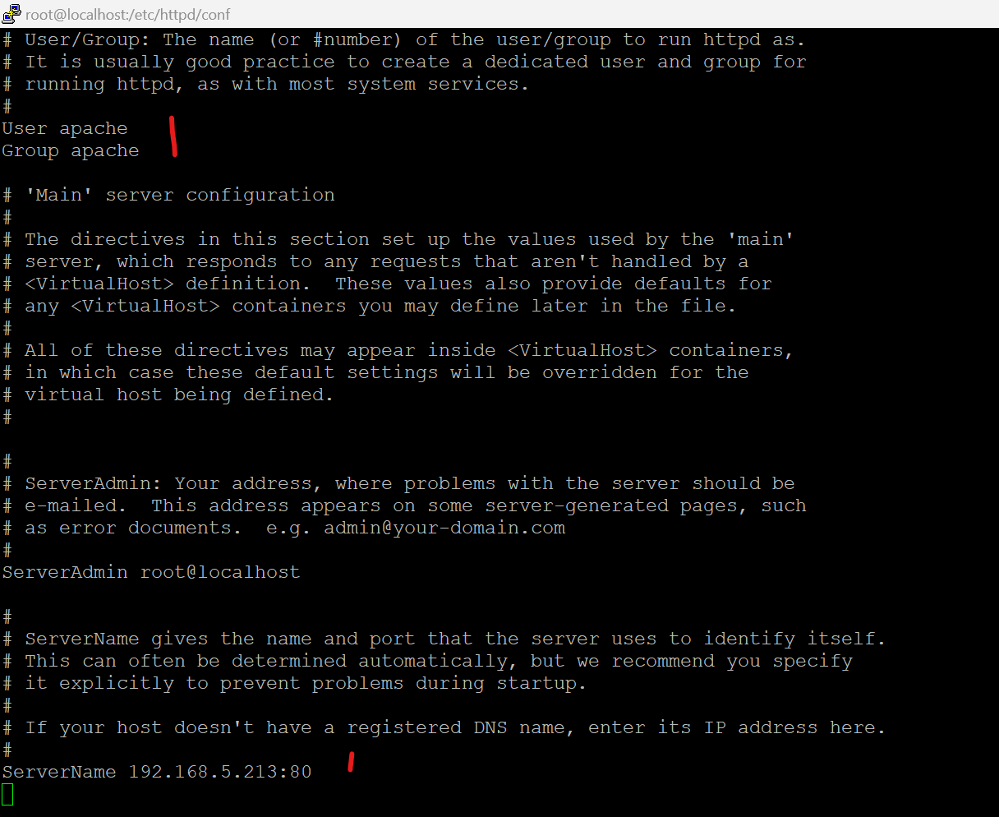 root@localhost:/etc/httpd/conf
# User/Group: The name (or #number) of the user/group to run httpd as.
# It is usually good practice to create a dedicated user and group for
# running httpd, as with most system services.
#
User apache
Group apache
# 'Main' server configuration
#
# The directives in this section set up the values used by the 'main'
# server, which responds to any requests that aren't handled by a
# <VirtualHost> definition.  These values also provide defaults for
# any <VirtualHost> containers you may define later in the file.
#
# All of these directives may appear inside <VirtualHost> containers,
# in which case these default settings will be overridden for the
# virtual host being defined.
#
#
# ServerAdmin: Your address, where problems with the server should be
# e-mailed.  This address appears on some server-generated pages, such
# as error documents.  e.g. admin@your-domain.com
#
ServerAdmin root@localhost
#
# ServerName gives the name and port that the server uses to identify itself.
# This can often be determined automatically, but we recommend you specify
# it explicitly to prevent problems during startup.
#
# If your host doesn't have a registered DNS name, enter its IP address here.
#
ServerName 192.168.5.213:80